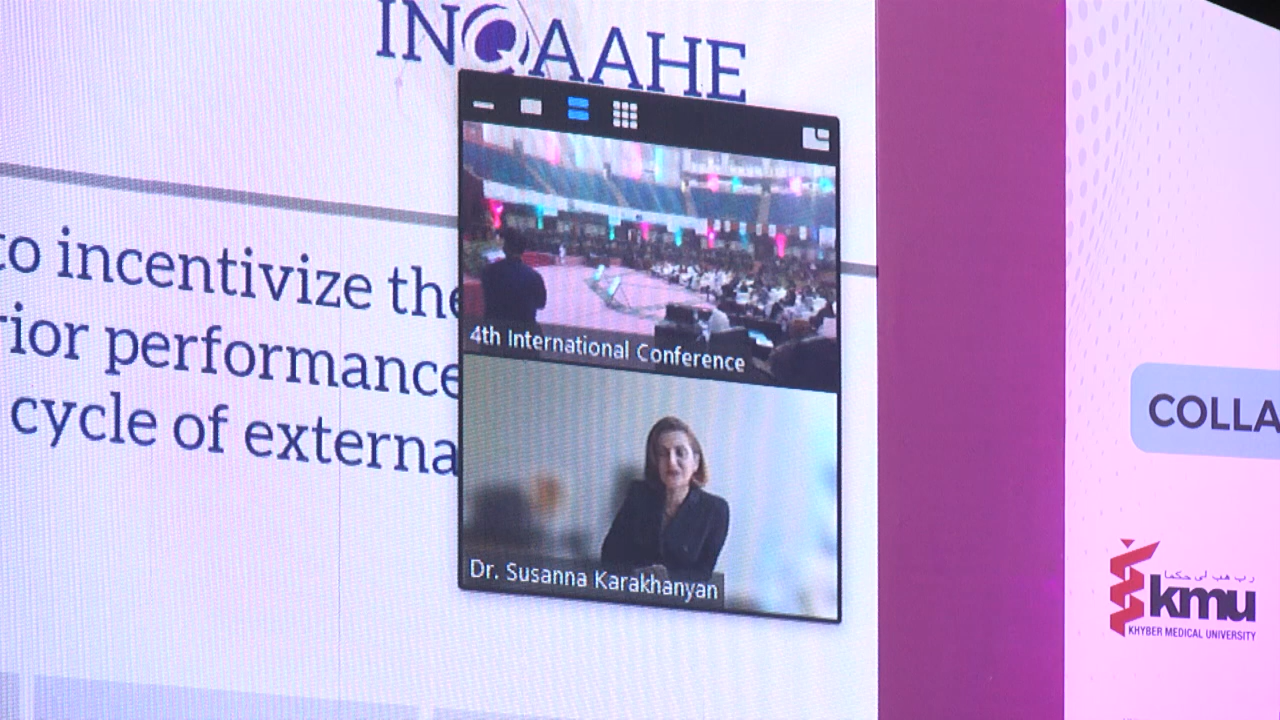 INQAAHE
to incentivize the
rior performance
cycle of externa
4th International Conference
Dr. Susanna Karakhanyan
COLLA
kmu
KHYBER MEDICAL UNIVERSITY